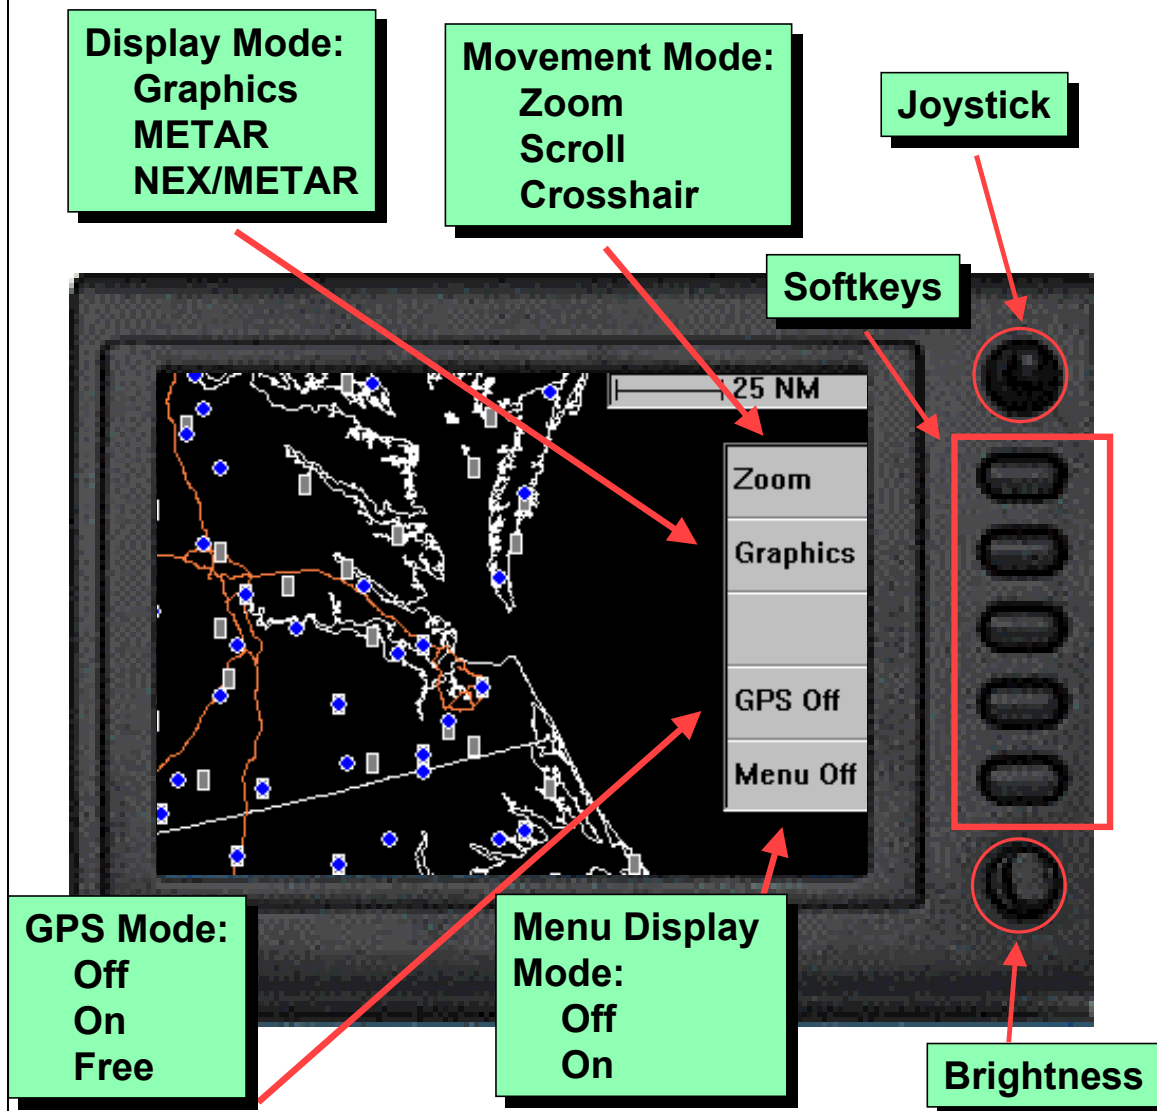 Display Mode:
Graphics
METAR
NEX/METAR
Movement Mode:
Zoom
Scroll
Crosshair
Joystick
Softkeys
25 NM
Zoom
Graphics
GPS Off
Menu Off
GPS Mode:
Off
On
Free
Menu Display
Mode:
Off
On
Brightness